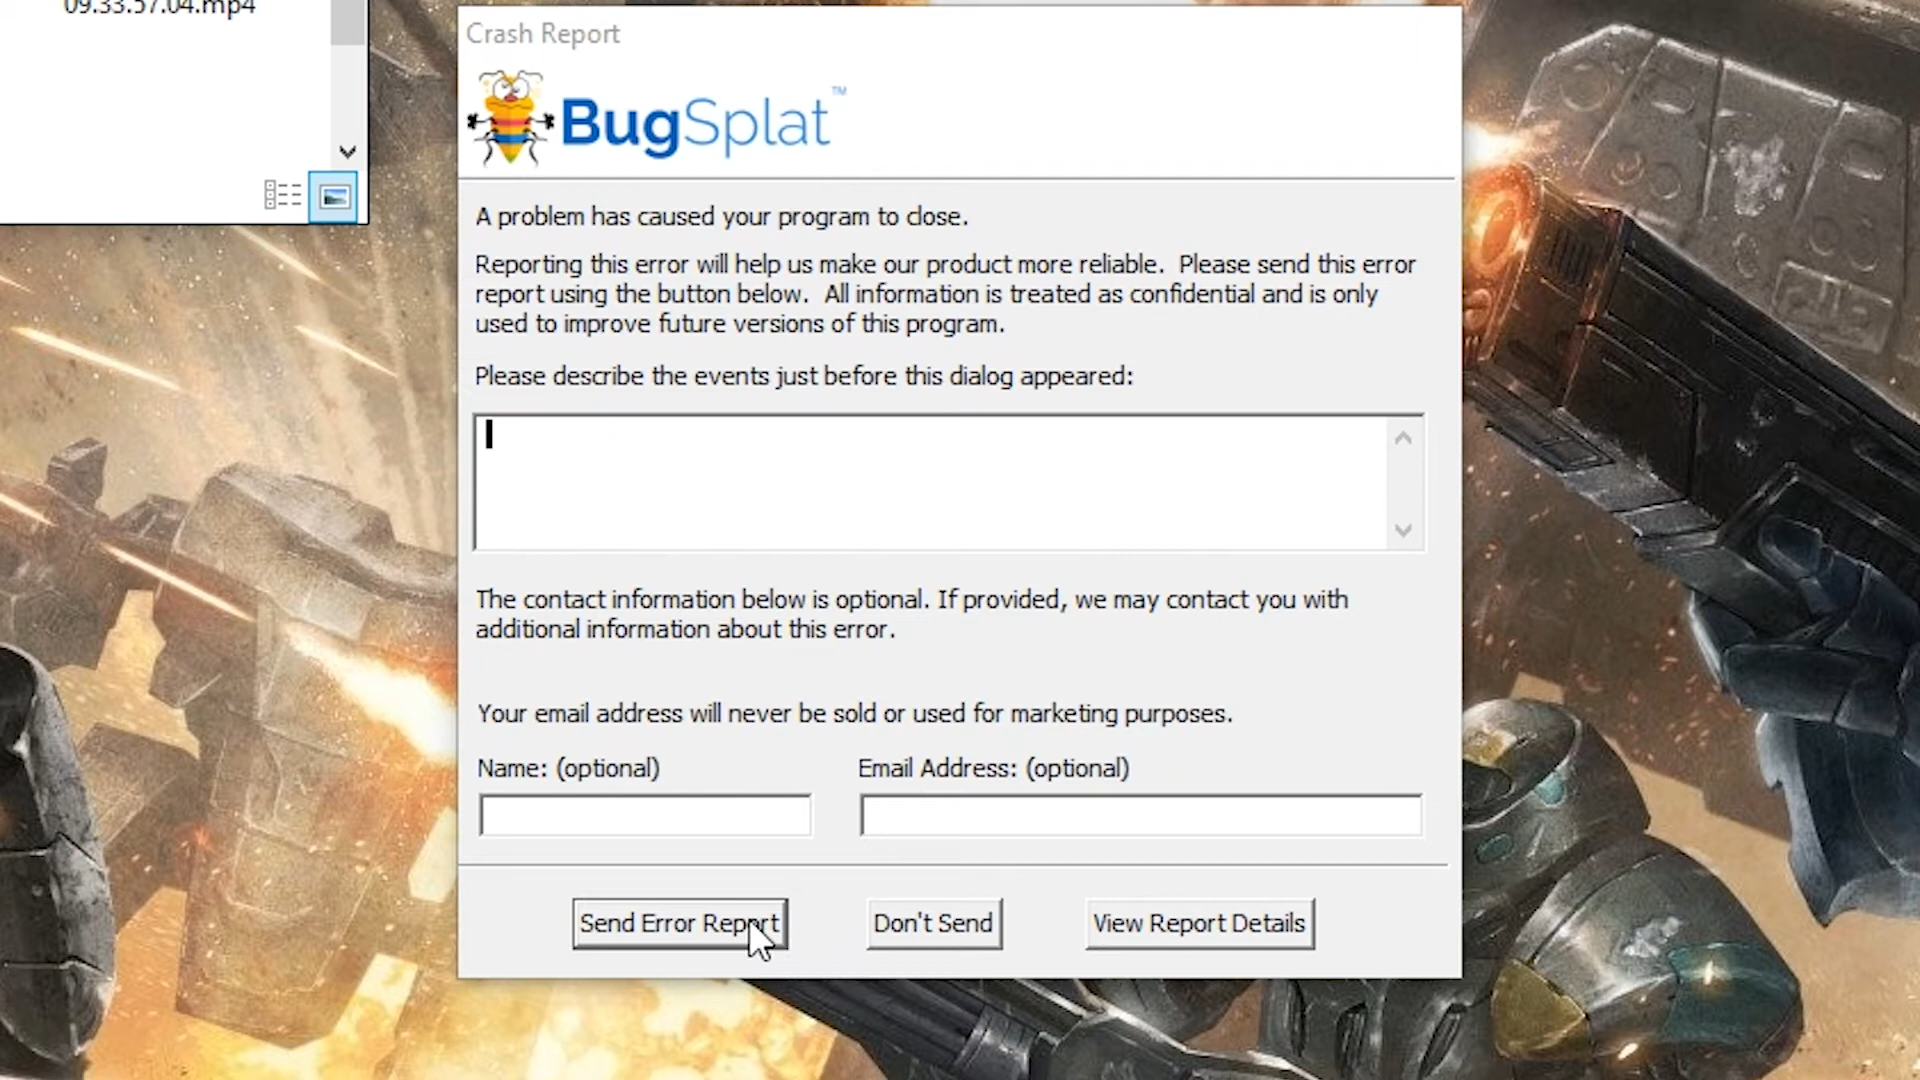 09.33.57.04.mp4
Crash Report
BugSplat™
A problem has caused your program to close.
Reporting this error will help us make our product more reliable.  Please send this error
report using the button below.  All information is treated as confidential and is only
used to improve future versions of this program.
Please describe the events just before this dialog appeared:
The contact information below is optional. If provided, we may contact you with
additional information about this error.
Your email address will never be sold or used for marketing purposes.
Name: (optional)
Email Address: (optional)
Send Error Report
Don't Send
View Report Details